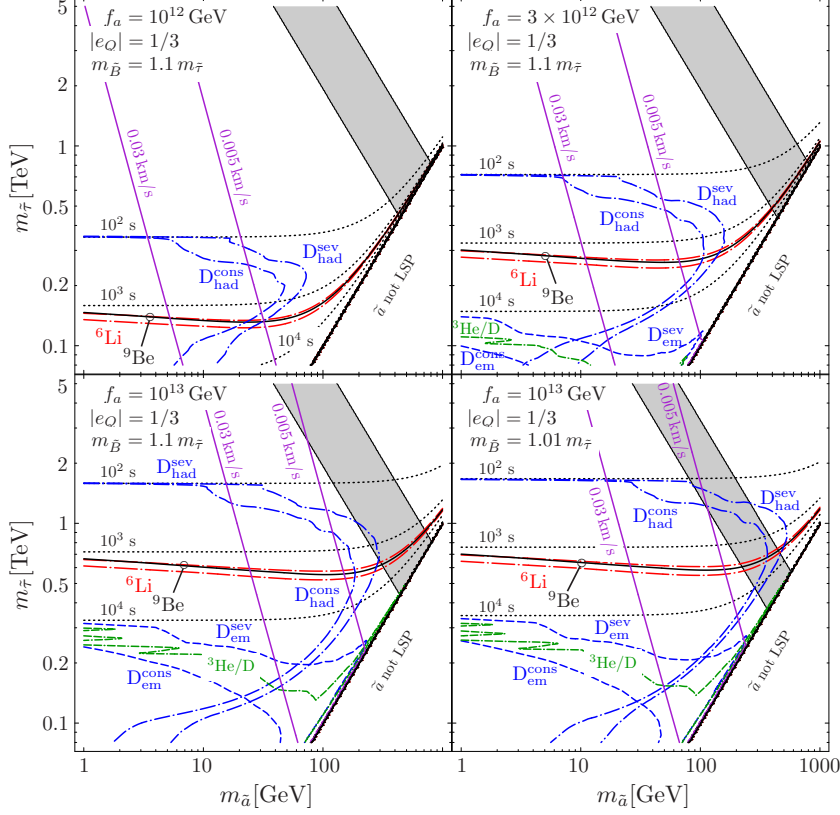 f_a = 10^12 GeV
|e_Q| = 1/3
m_B̃ = 1.1 m_τ̃
0.03 km/s
0.005 km/s
10^2 s
D_had^sev
D_had^cons
10^3 s
^6Li
^9Be
10^4 s
ã not LSP
5
2
1
0.5
0.2
0.1
m_τ̃ [TeV]
f_a = 3 × 10^12 GeV
|e_Q| = 1/3
m_B̃ = 1.1 m_τ̃
0.03 km/s
0.005 km/s
10^2 s
D_had^sev
D_had^cons
10^3 s
^6Li
^9Be
10^4 s
^3He/D
D_em^sev
D_em^cons
ã not LSP
f_a = 10^13 GeV
|e_Q| = 1/3
m_B̃ = 1.1 m_τ̃
0.03 km/s
0.005 km/s
10^2 s
D_had^sev
10^3 s
^6Li
^9Be
D_had^cons
10^4 s
D_em^sev
^3He/D
D_em^cons
ã not LSP
5
2
1
0.5
0.2
0.1
m_τ̃ [TeV]
1
10
100
m_ã [GeV]
f_a = 10^13 GeV
|e_Q| = 1/3
m_B̃ = 1.01 m_τ̃
0.03 km/s
0.005 km/s
10^2 s
D_had^sev
D_had^cons
10^3 s
^6Li
^9Be
10^4 s
D_em^sev
^3He/D
D_em^cons
ã not LSP
1
10
100
1000
m_ã [GeV]